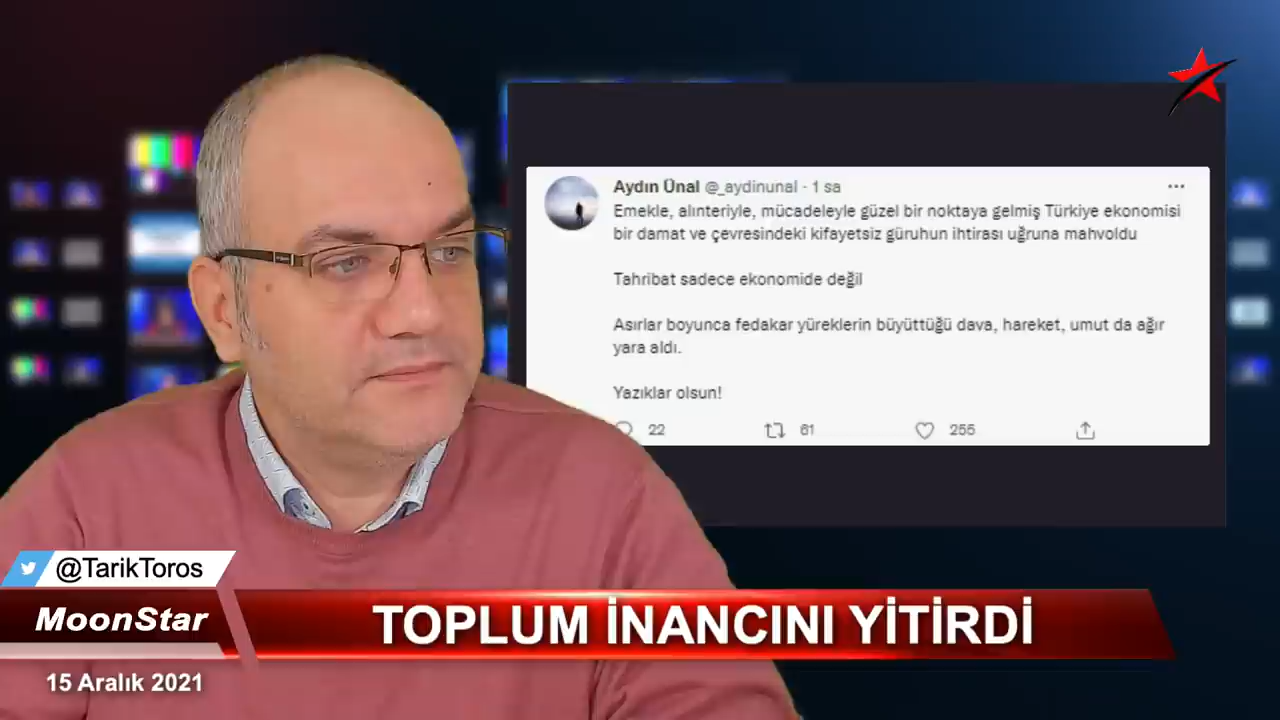 Aydın Ünal @_aydinunal · 1 sa
Emekle, alınteriyle, mücadeleyle güzel bir noktaya gelmiş Türkiye ekonomisi
bir damat ve çevresindeki kifayetsiz güruhun ihtirası uğruna mahvoldu
Tahribat sadece ekonomide değil
Asırlar boyunca fedakar yüreklerin büyüttüğü dava, hareket, umut da ağır
yara aldı.
Yazıklar olsun!
22 61 255
@TarikToros
MoonStar
TOPLUM İNANCINI YİTİRDİ
15 Aralık 2021